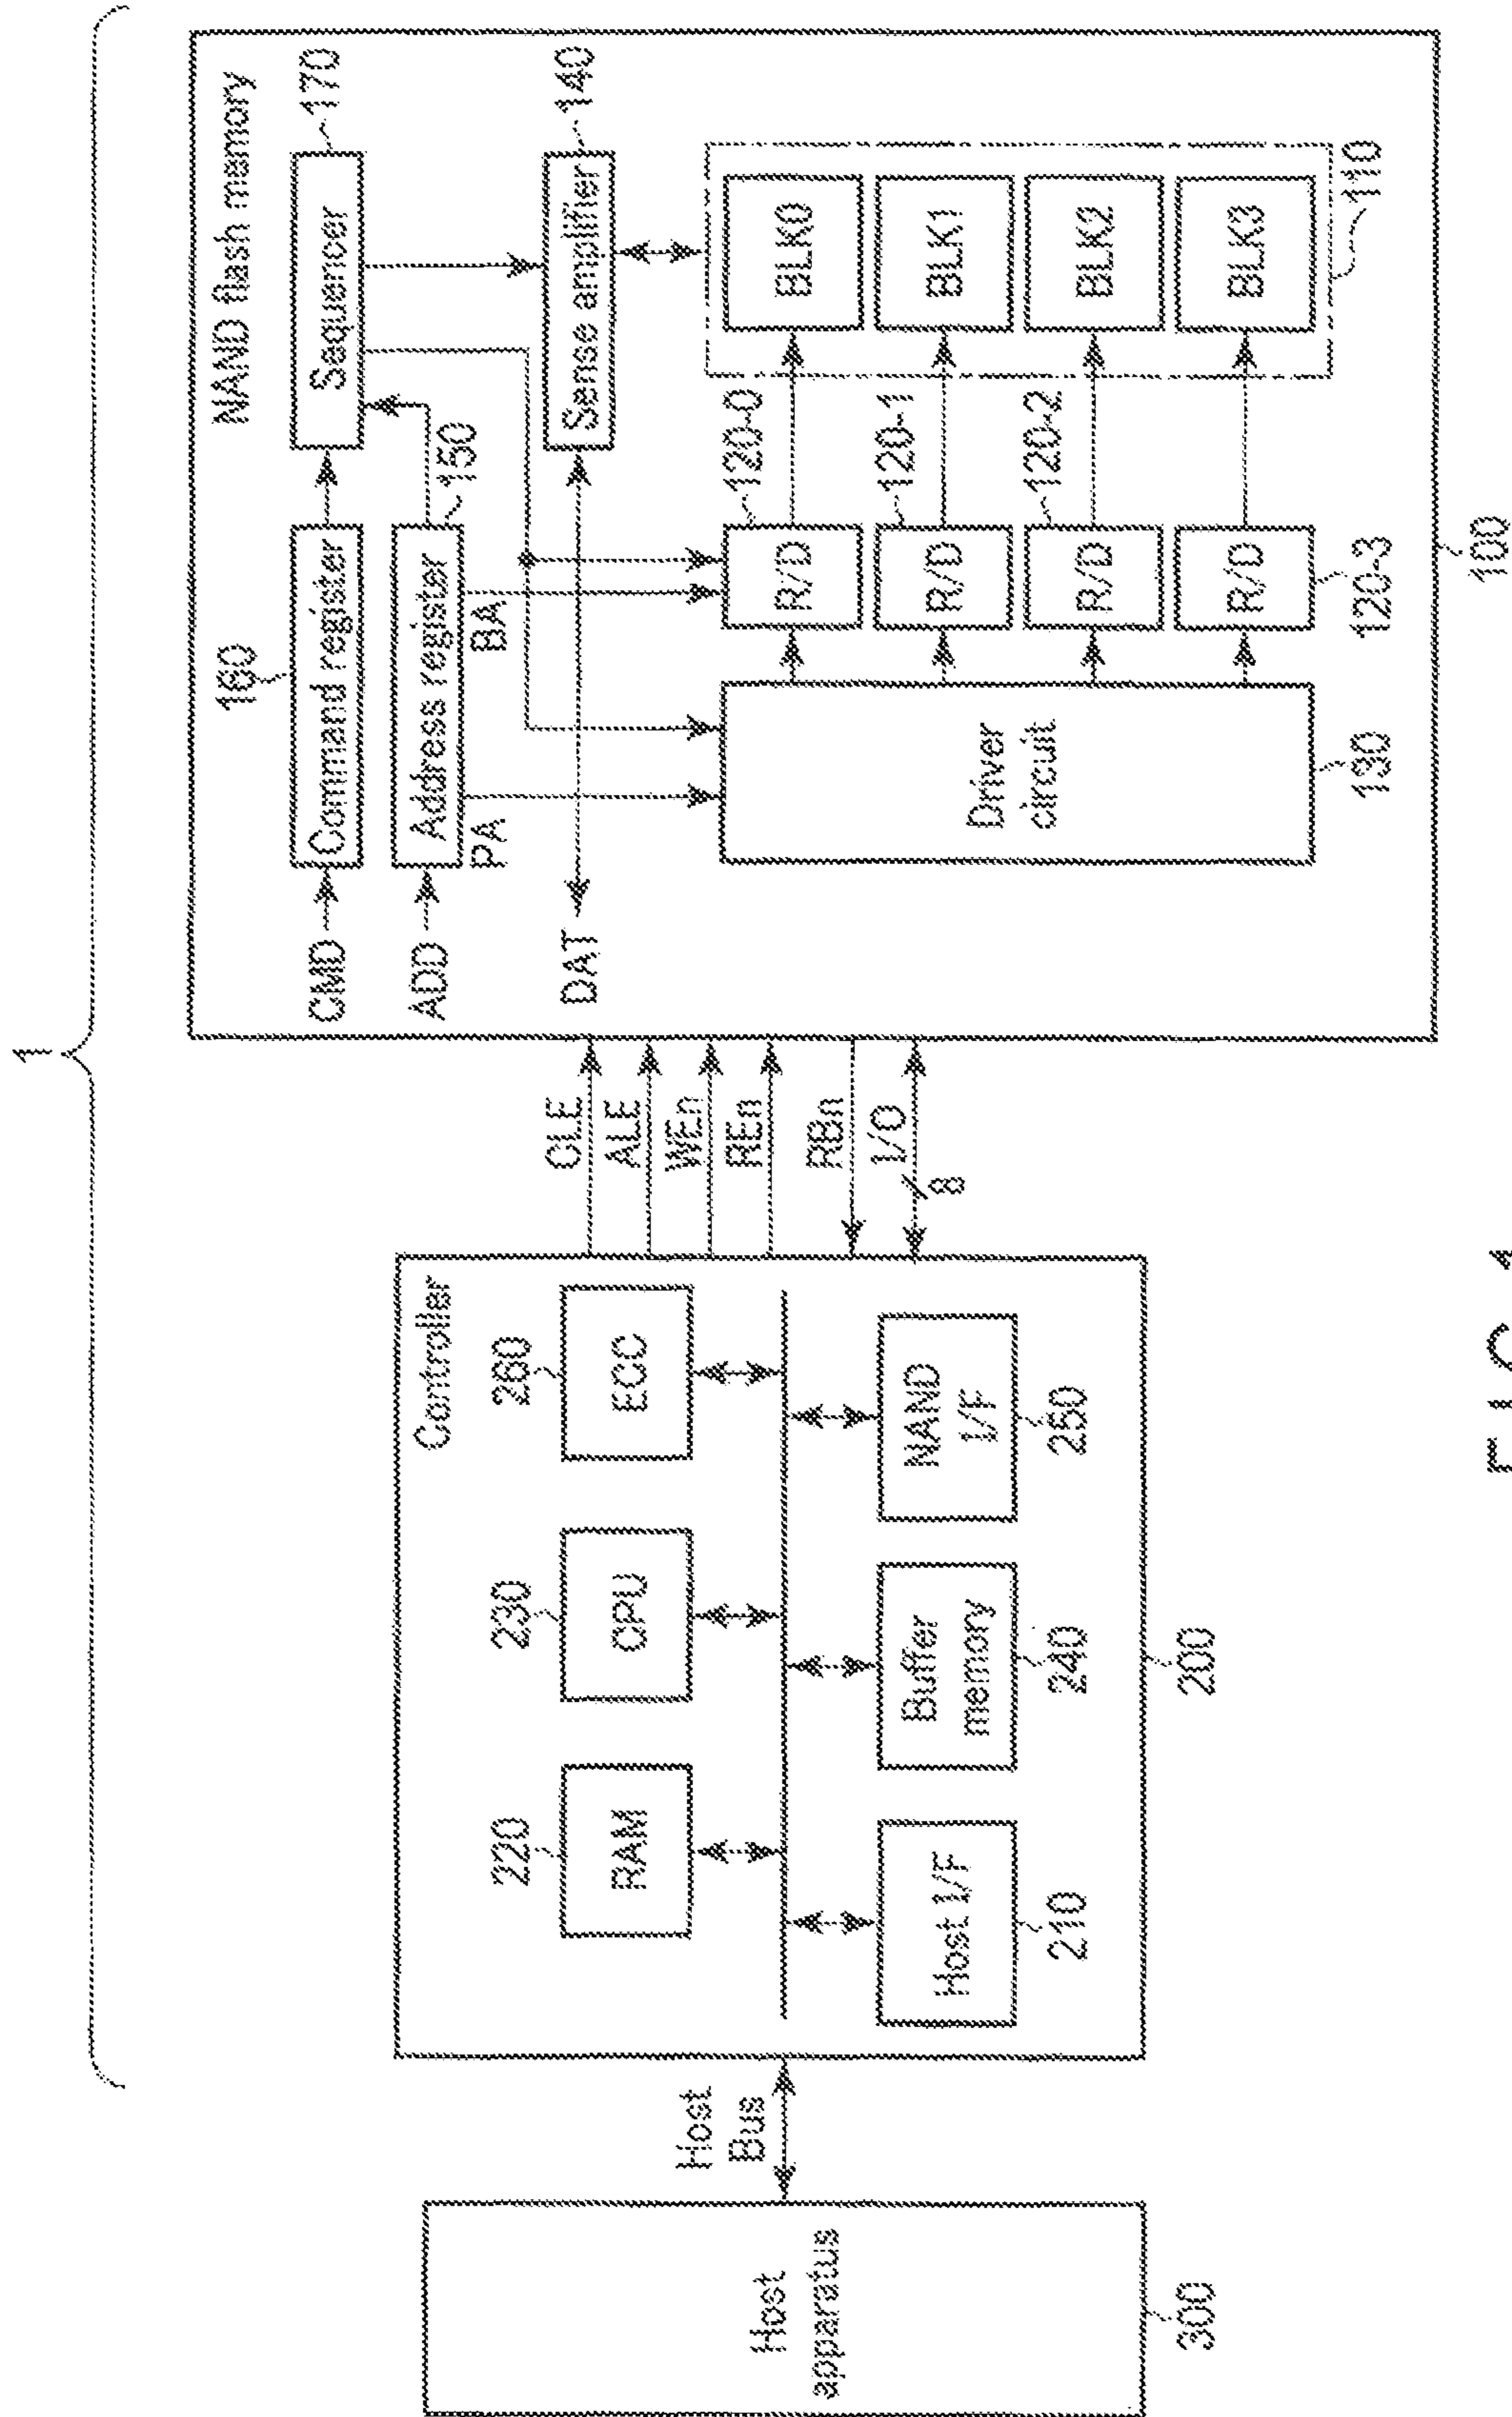 1
NAND flash memory
160
170
Command register
Sequencer
CMD
150
Address register
ADD
PA
BA
140
Sense amplifier
DAT
120-0
R/D
BLK0
120-1
R/D
BLK1
120-2
R/D
BLK2
R/D
BLK3
120-3
110
Driver
circuit
130
100
CLE
ALE
WEn
REn
RBn
I/O
8
Controller
220
230
260
RAM
CPU
ECC
Host I/F
Buffer
memory
NAND
I/F
210
240
250
200
Host
Bus
Host
apparatus
300
FIG. 1